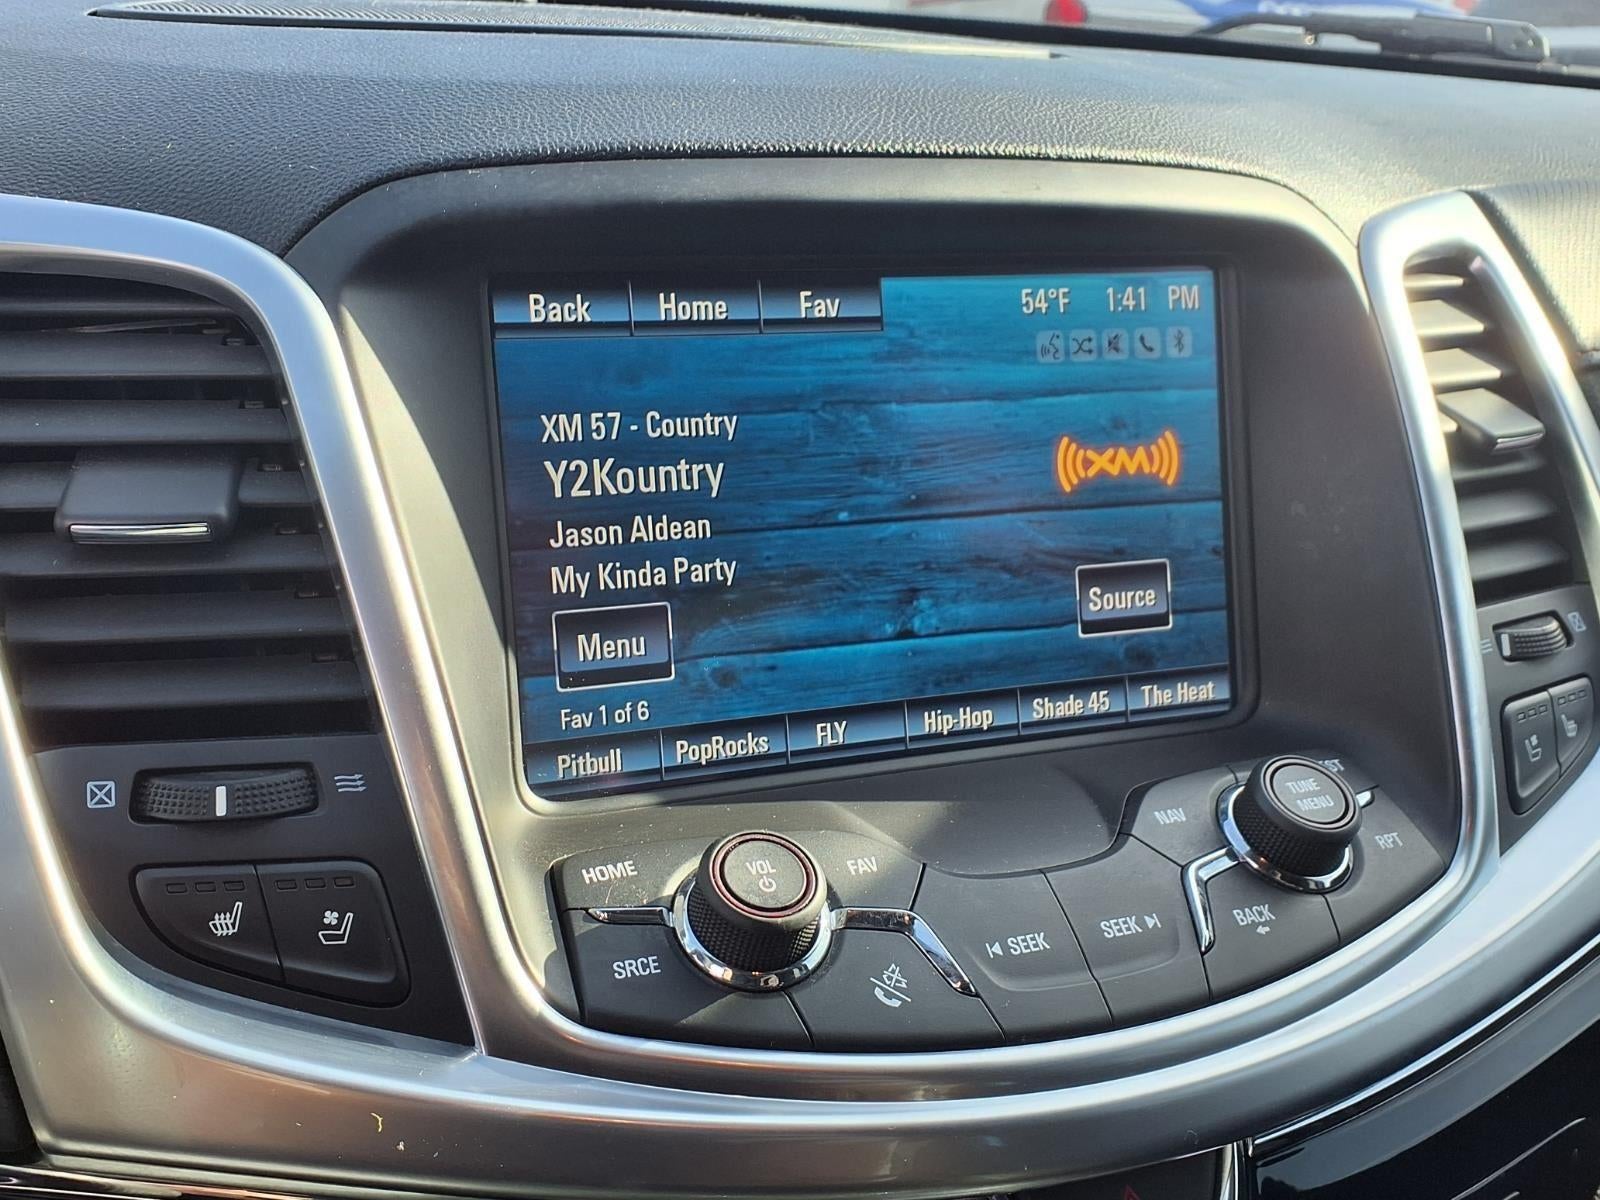 Back Home Fav 54°F 1:41 PM
XM 57 - Country
Y2Kountry
XM
Jason Aldean
My Kinda Party
Source
Menu
Fav 1 of 6
Pitbull PopRocks FLY Hip-Hop Shade 45 The Heat
HOME VOL FAV
SRCE
SEEK
SEEK
NAV
TUNE
MENU
RPT
BACK